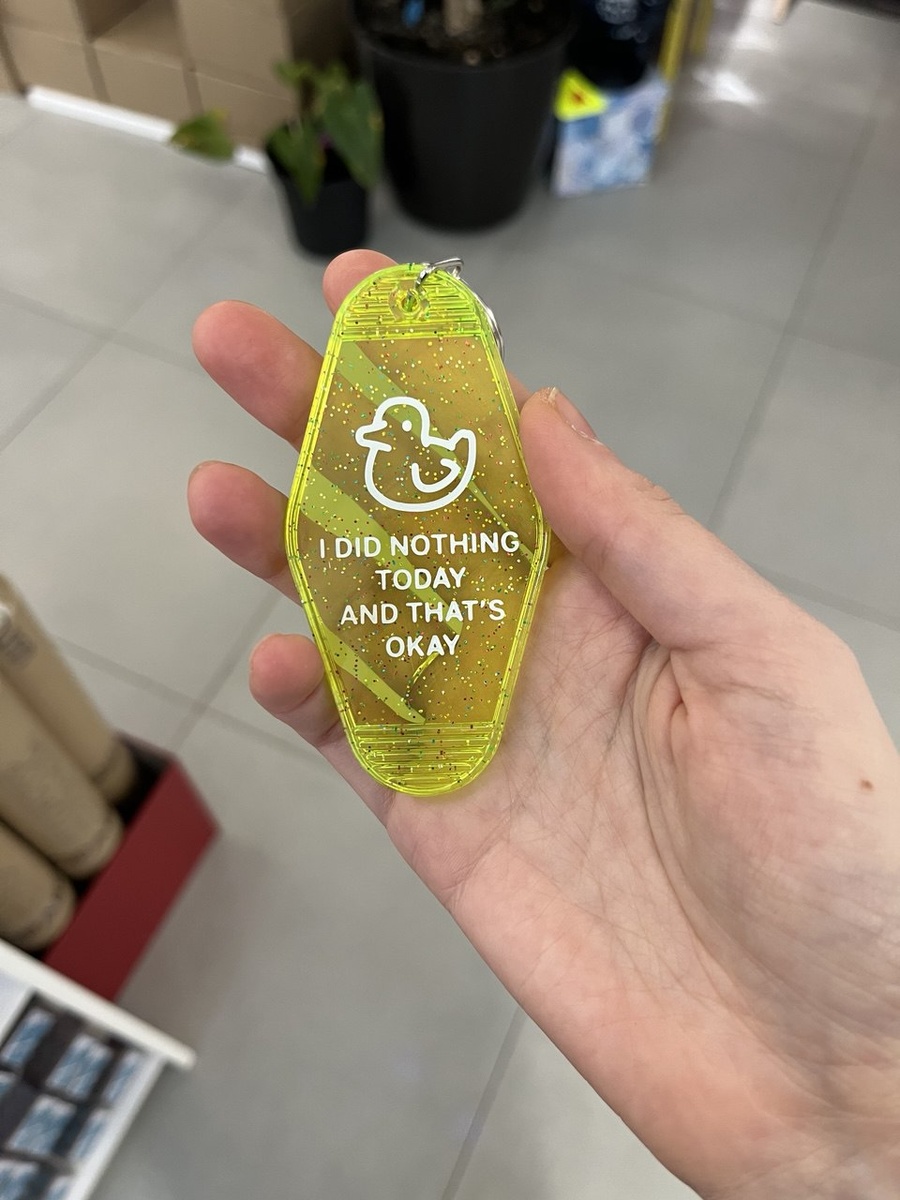 I DID NOTHING
TODAY
AND THAT'S
OKAY